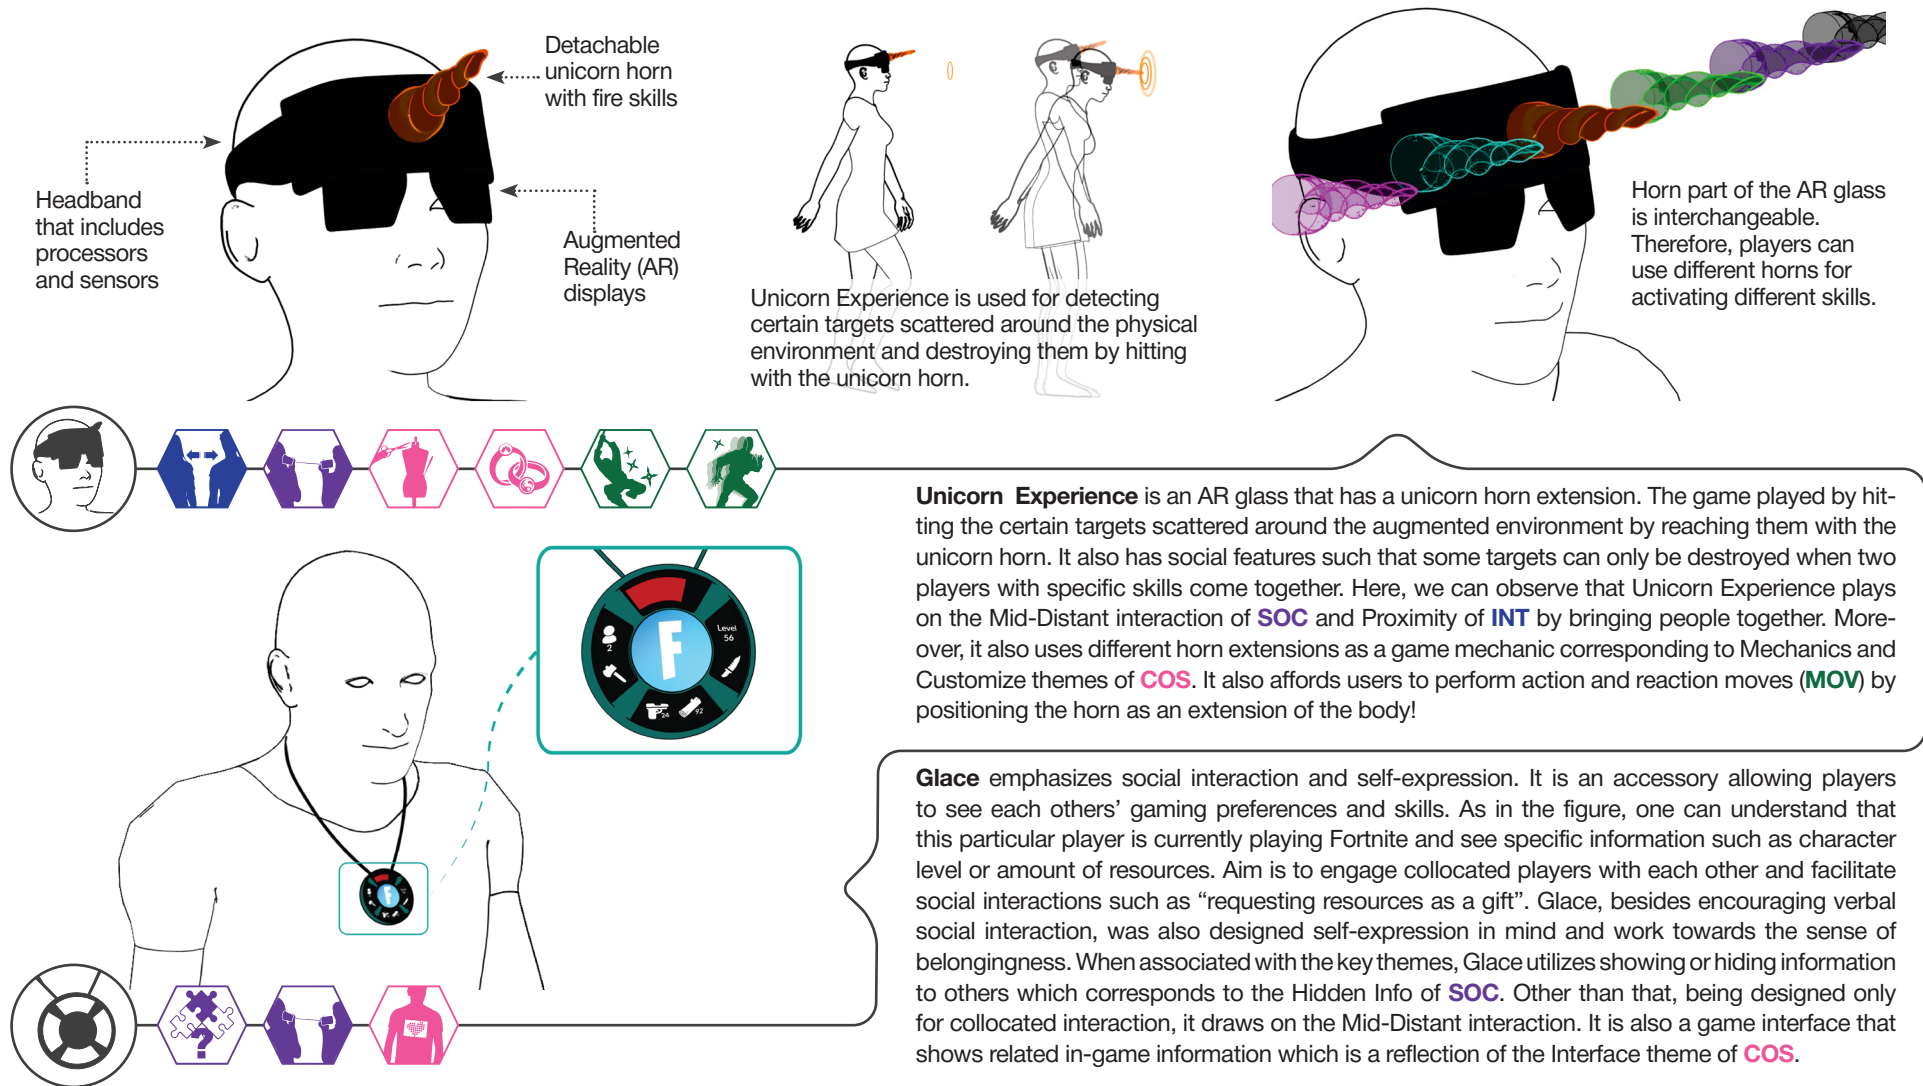 Detachable
unicorn horn
with fire skills
Headband
that includes
processors
and sensors
Augmented
Reality (AR)
displays
Unicorn Experience is used for detecting
certain targets scattered around the physical
environment and destroying them by hitting
with the unicorn horn.
Horn part of the AR glass
is interchangeable.
Therefore, players can
use different horns for
activating different skills.
Unicorn Experience is an AR glass that has a unicorn horn extension. The game played by hit-
ting the certain targets scattered around the augmented environment by reaching them with the
unicorn horn. It also has social features such that some targets can only be destroyed when two
players with specific skills come together. Here, we can observe that Unicorn Experience plays
on the Mid-Distant interaction of SOC and Proximity of INT by bringing people together. More-
over, it also uses different horn extensions as a game mechanic corresponding to Mechanics and
Customize themes of COS. It also affords users to perform action and reaction moves (MOV) by
positioning the horn as an extension of the body!
Level
56
2
F
24
92
F
?
Glace emphasizes social interaction and self-expression. It is an accessory allowing players
to see each others' gaming preferences and skills. As in the figure, one can understand that
this particular player is currently playing Fortnite and see specific information such as character
level or amount of resources. Aim is to engage collocated players with each other and facilitate
social interactions such as “requesting resources as a gift”. Glace, besides encouraging verbal
social interaction, was also designed self-expression in mind and work towards the sense of
belongingness. When associated with the key themes, Glace utilizes showing or hiding information
to others which corresponds to the Hidden Info of SOC. Other than that, being designed only
for collocated interaction, it draws on the Mid-Distant interaction. It is also a game interface that
shows related in-game information which is a reflection of the Interface theme of COS.